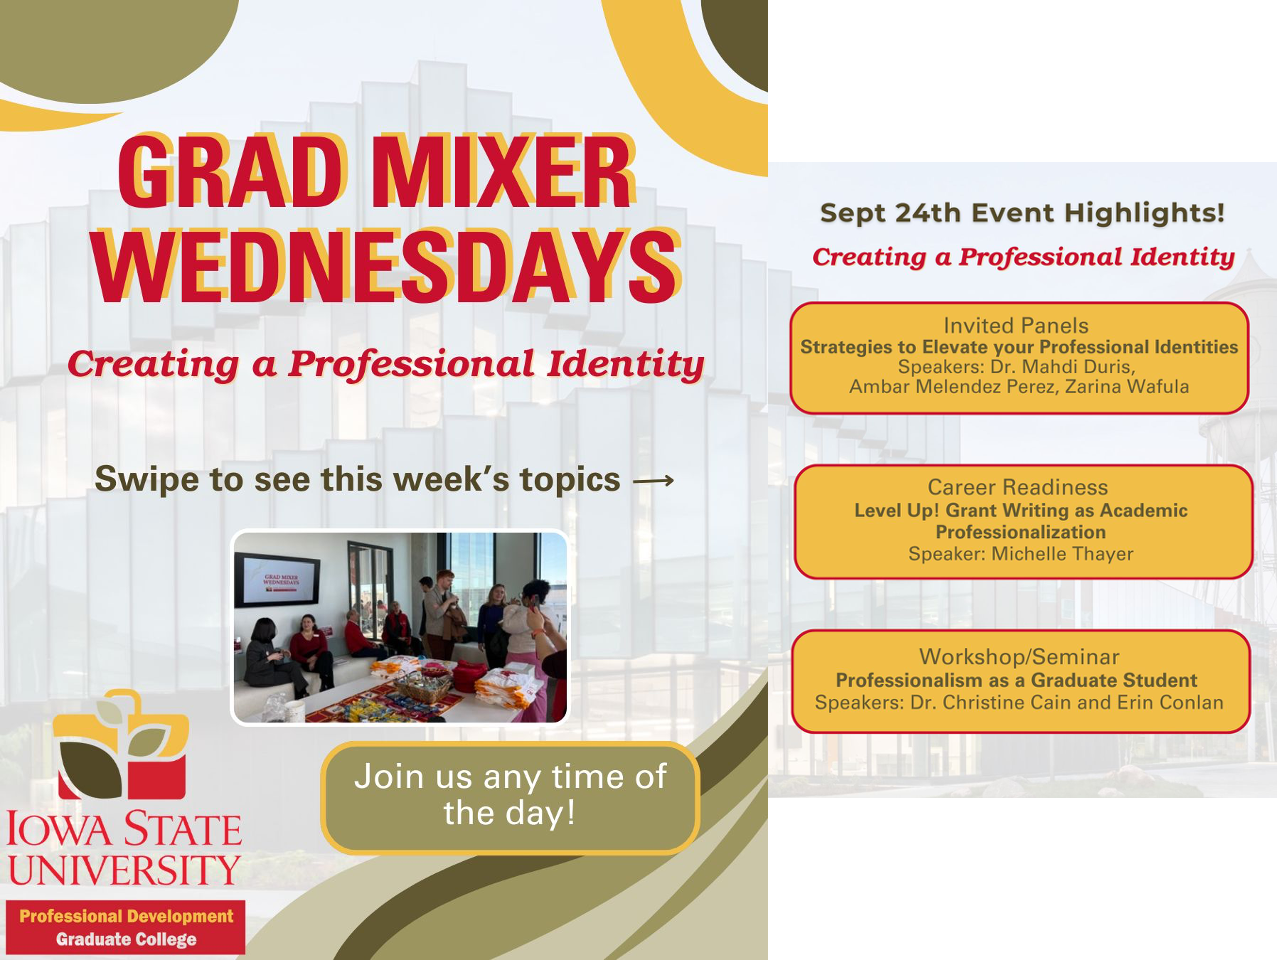 GRAD MIXER
WEDNESDAYS
Creating a Professional Identity
Swipe to see this week's topics →
GRAD MIXER
WEDNESDAYS
Join us any time of
the day!
IOWA STATE
UNIVERSITY
Professional Development
Graduate College
Sept 24th Event Highlights!
Creating a Professional Identity
Invited Panels
Strategies to Elevate your Professional Identities
Speakers: Dr. Mahdi Duris,
Ambar Melendez Perez, Zarina Wafula
Career Readiness
Level Up! Grant Writing as Academic
Professionalization
Speaker: Michelle Thayer
Workshop/Seminar
Professionalism as a Graduate Student
Speakers: Dr. Christine Cain and Erin Conlan